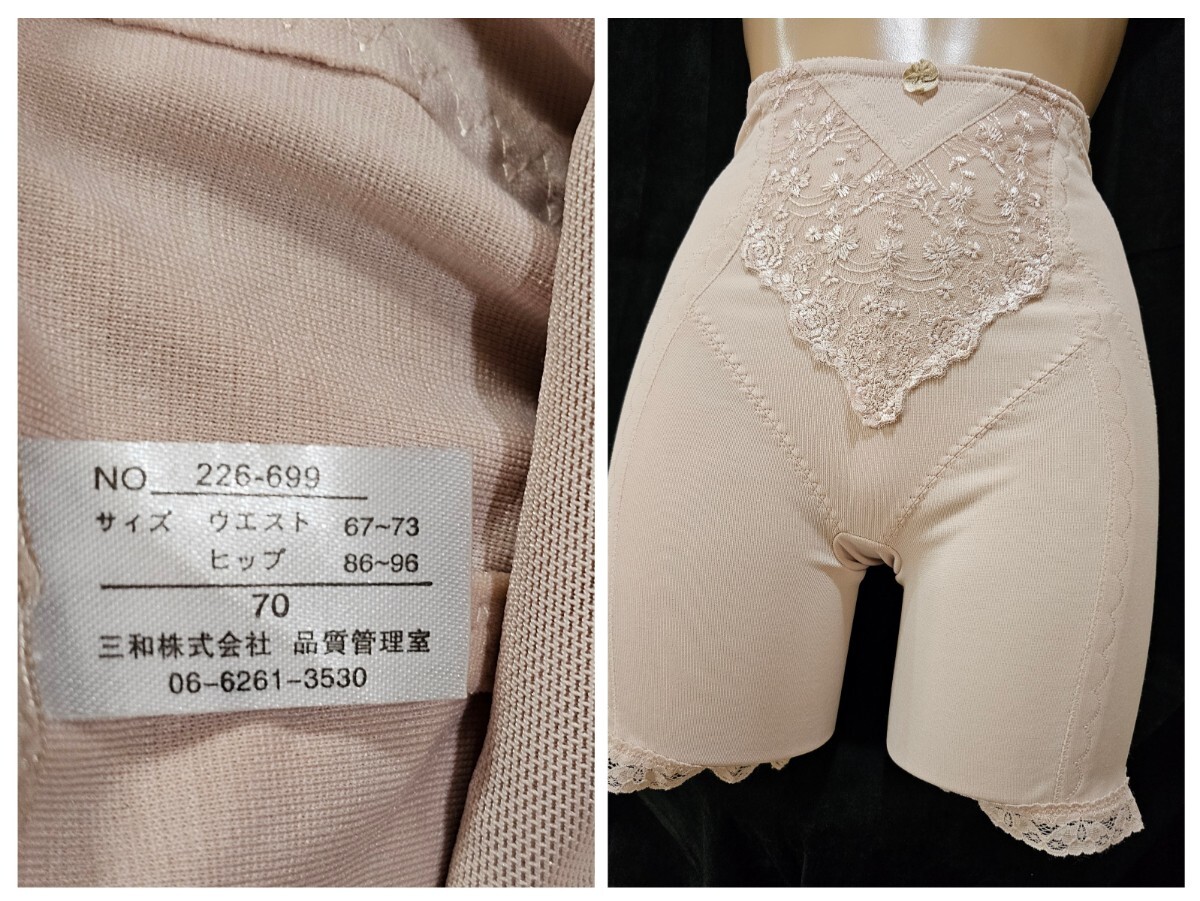 NO 226-699
サイズ ウエスト 67~73
ヒップ 86~96
70
三和株式会社 品質管理室
06-6261-3530